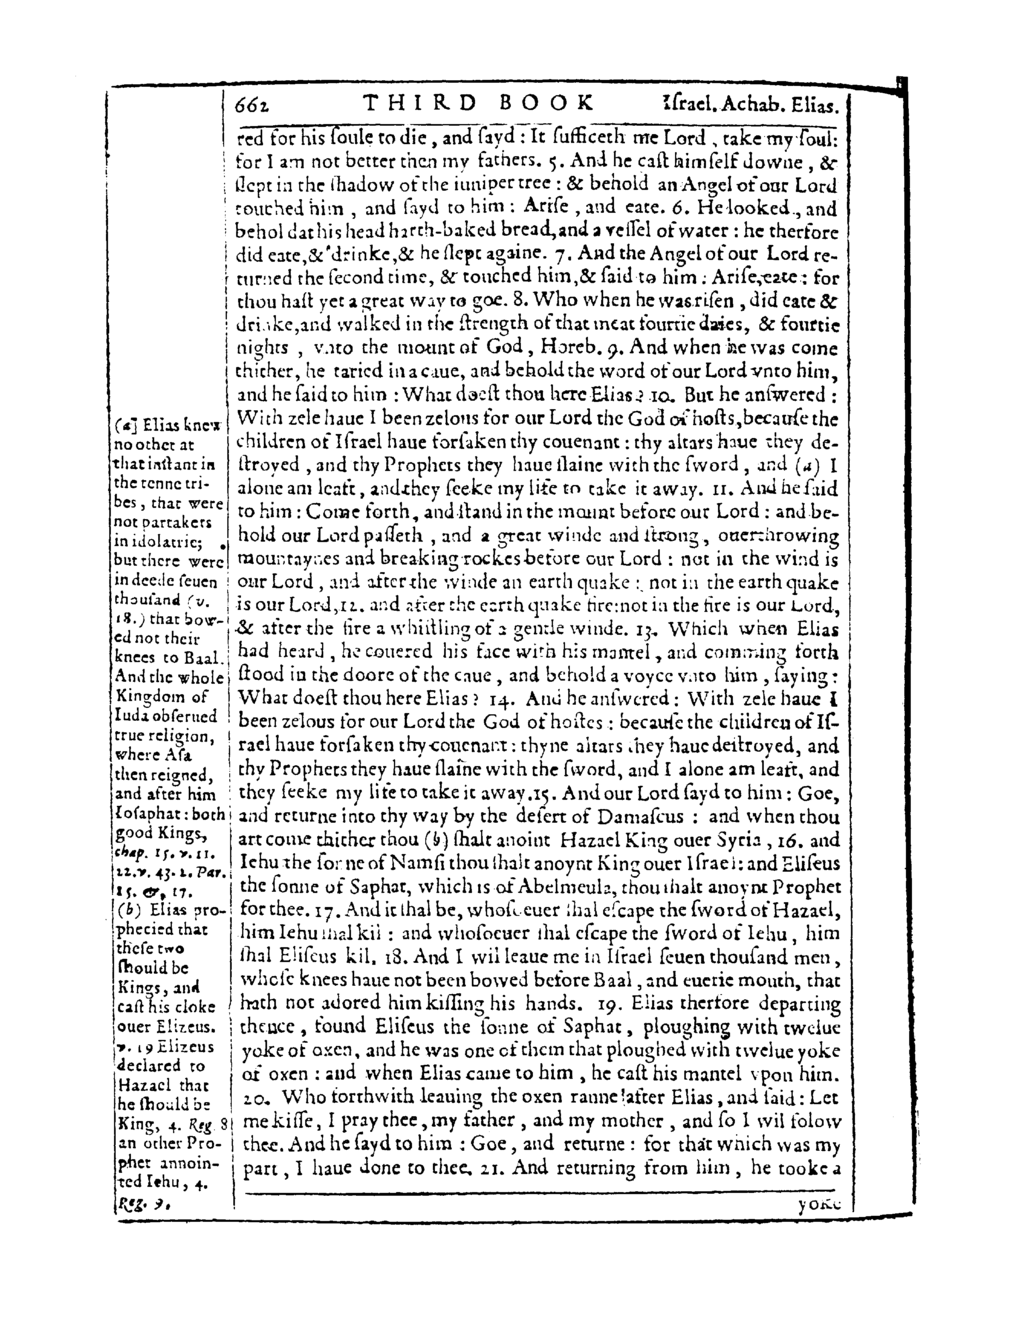 662 THIRD BOOK Iſrael. Achab. Elias.
red for his ſoule to die, and ſayd: It ſufficeth me Lord, take my ſoul:
for I am not better then my fathers. 5. And he caſt himſelf downe, &
ſlept in the ſhadow of the iuniper tree: & behold an Angel of our Lord
touched him, and ſayd to him: Ariſe, and eate. 6. He looked, and
behold at his head harth-baked bread, and a veſſel of water: he therfore
did eate, & drinke, & he ſlept againe. 7. And the Angel of our Lord re-
turned the ſecond time, & touched him, & ſaid to him: Ariſe, eate: for
thou haſt yet a great way to goe. 8. Who when he was riſen, did eate &
drinke, and walked in the ſtrength of that meat fourtie daies, & fourtie
nights, vnto the mount of God, Horeb. 9. And when he was come
thither, he taried in a caue, and behold the word of our Lord vnto him,
and he ſaid to him: What doeſt thou here Elias? 10. But he anſwered:
With zele haue I been zelous for our Lord the God of hoſts, becauſe the
children of Iſrael haue forſaken thy couenant: thy altars haue they de-
ſtroyed, and thy Prophets they haue ſlaine with the ſword, and (a) I
alone am leaft, and they ſeeke my life to take it away. 11. And he ſaid
to him: Come forth, and ſtand in the mount before our Lord: and be-
hold our Lord paſſeth, and a great winde and ſtrong, ouerthrowing
mountaynes and breaking rockes before our Lord: not in the wind is
our Lord, and after the winde an earth quake: not in the earth quake
is our Lord, 12. and after the earth quake fire: not in the fire is our Lord,
& after the fire a whiſtling of a gentle winde. 13. Which when Elias
had heard, he couered his face with his mantel, and comming forth
ſtood in the doore of the caue, and behold a voyce vnto him, ſaying:
What doeſt thou here Elias? 14. And he anſwered: With zele haue I
been zelous for our Lord the God of hoſtes: becauſe the children of Iſ-
rael haue forſaken thy couenant: thyne altars they haue deſtroyed, and
thy Prophets they haue ſlaine with the ſword, and I alone am leaft, and
they ſeeke my life to take it away. 15. And our Lord ſayd to him: Goe,
and returne into thy way by the deſert of Damaſcus: and when thou
art come thither thou (b) ſhalt anoint Hazael King ouer Syria, 16. and
Iehu the ſonne of Namſi thou ſhalt anoynt King ouer Iſrael: and Eliſeus
the ſonne of Saphat, which is of Abelmeula, thou ſhalt anoynt Prophet
for thee. 17. And it ſhal be, whoſoeuer ſhal eſcape the ſword of Hazael,
him Iehu ſhal kil: and whoſoeuer ſhal eſcape the ſword of Iehu, him
ſhal Eliſeus kil. 18. And I wil leaue me in Iſrael ſeuen thouſand men,
whoſe knees haue not been bowed before Baal, and euerie mouth, that
hath not adored him kiſſing his hands. 19. Elias therfore departing
thence, found Eliſeus the ſonne of Saphat, ploughing with twelue
yoke of oxen, and he was one of them that ploughed with twelue yoke
of oxen: and when Elias came to him, he caſt his mantel vpon him.
20. Who forthwith leauing the oxen ranne after Elias, and ſaid: Let
me kiſſe, I pray thee, my father, and my mother, and ſo I wil folow
thee. And he ſayd to him: Goe, and returne: for that which was my
part, I haue done to thee. 21. And returning from him, he tooke a
yoke
(a) Elias knew
no other at
that inſtant in
the tenne tri-
bes, that were
not partakers
in idolatrie;
but there were
in deede ſeuen
thouſand (v.
18.) that bow-
ed not their
knees to Baal.
And the whole
Kingdom of
Iuda obſerued
true religion,
where Aſa
then reigned,
and after him
Ioſaphat: both
good Kings,
chap. 15. v. 11.
22. v. 43. 2. Par.
15. &, 17.
(b) Elias pro-
phecied that
theſe two
ſhould be
Kings, and
caſt his cloke
ouer Elizeus.
v. 19 Elizeus
declared to
Hazael that
he ſhould be
King, 4. Reg. 8
an other Pro-
phet annoin-
ted Iehu, 4.
Reg. 9.